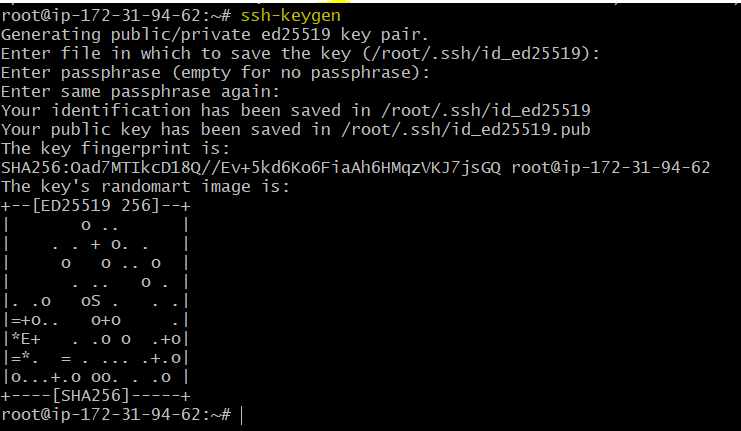 root@ip-172-31-94-62:~# ssh-keygen
Generating public/private ed25519 key pair.
Enter file in which to save the key (/root/.ssh/id_ed25519):
Enter passphrase (empty for no passphrase):
Enter same passphrase again:
Your identification has been saved in /root/.ssh/id_ed25519
Your public key has been saved in /root/.ssh/id_ed25519.pub
The key fingerprint is:
SHA256:Oad7MTIkcD18Q//Ev+5kd6Ko6FiaAh6HMqzVKJ7jsGQ root@ip-172-31-94-62
The key's randomart image is:
+--[ED25519 256]--+
|       o ..      |
|    . . + o. .   |
|     o   o .. o  |
|      . ..   o . |
|. .o   oS .   . .|
|=+o..   o+o     .|
|*E+   . .o o  .+o|
|=*.  = . ... .+.o|
|o...+.o oo. . .o |
+----[SHA256]-----+
root@ip-172-31-94-62:~#